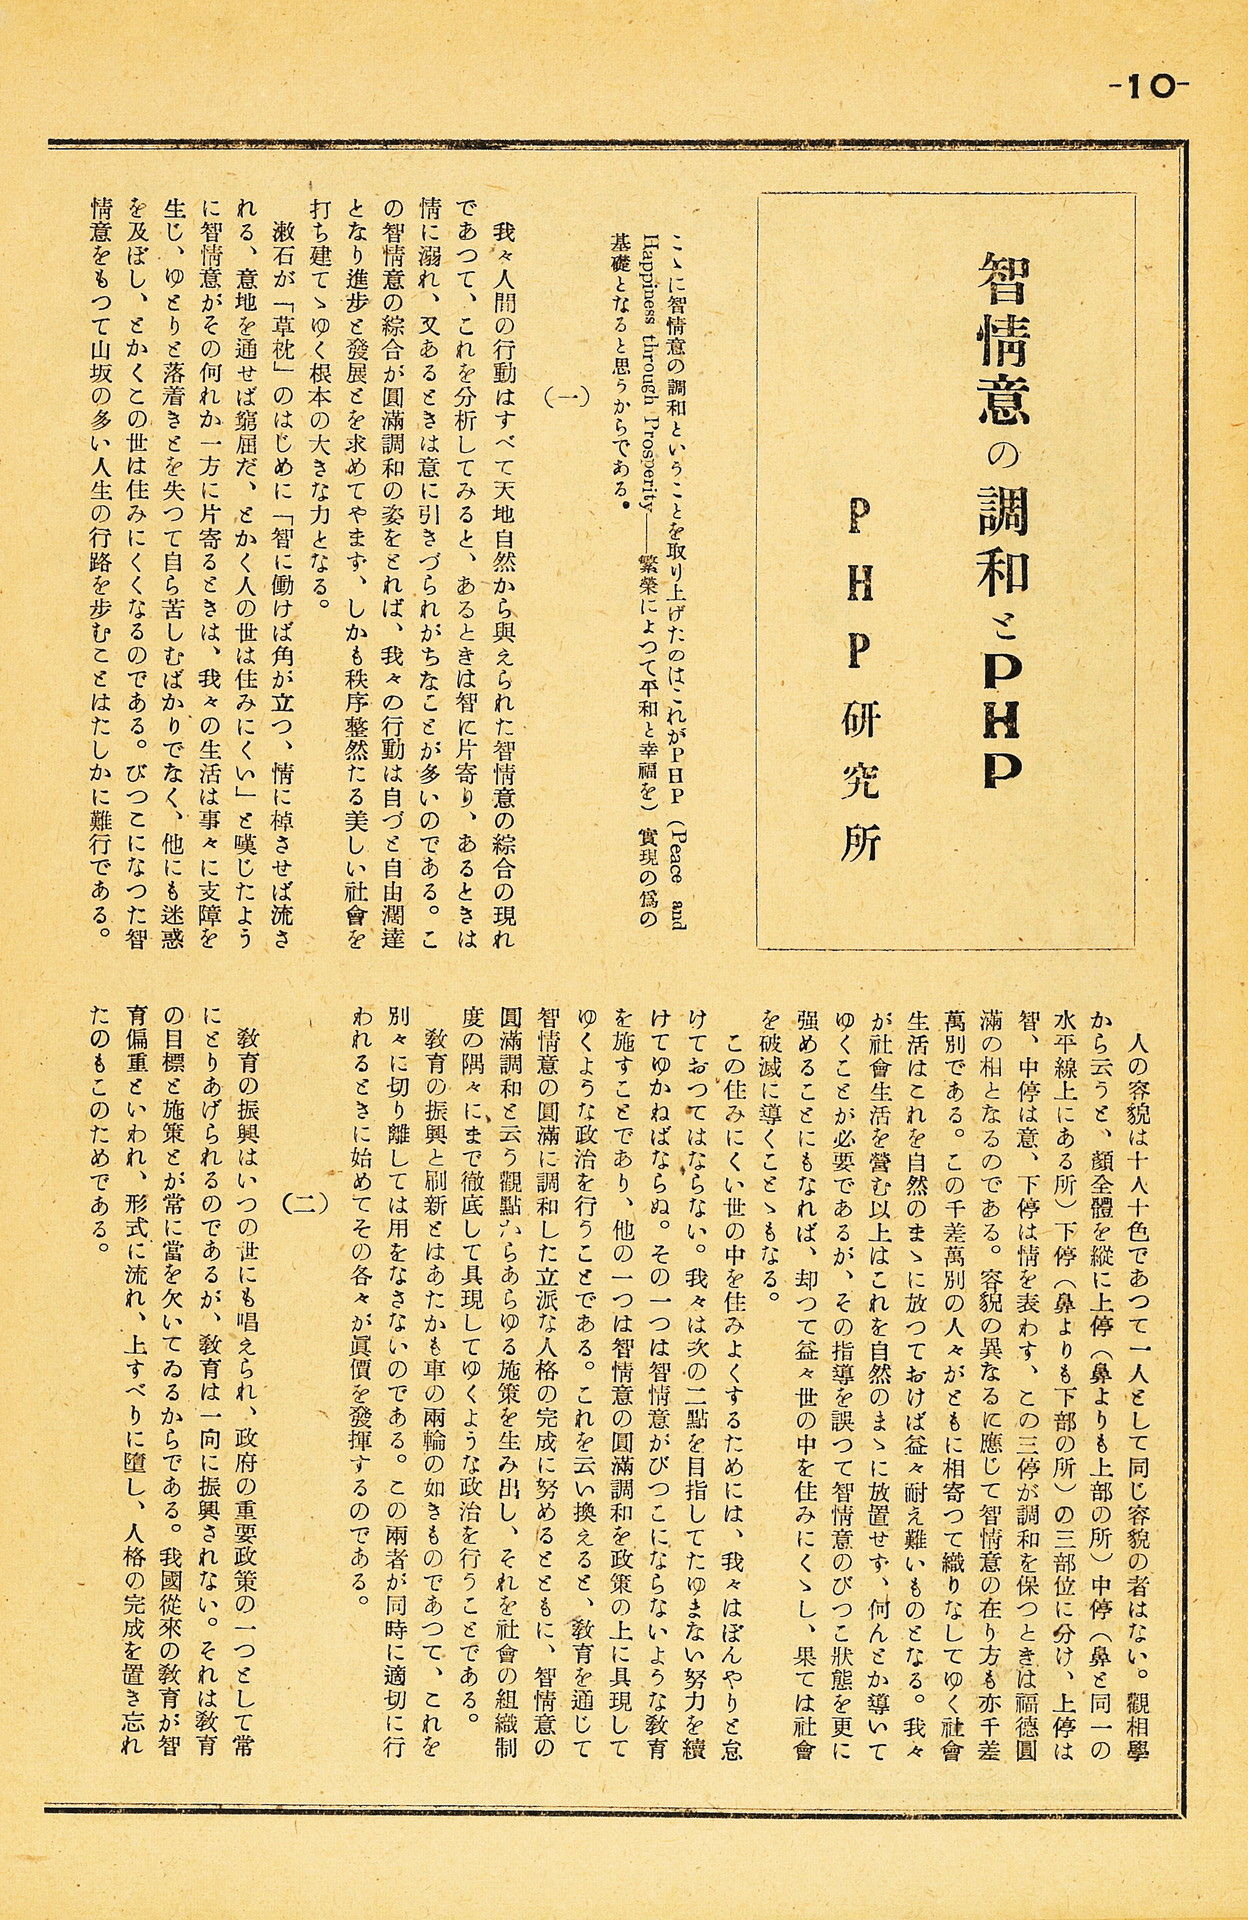 -10-
智情意の調和とPHP
PHP研究所
こゝに智情意の調和ということを取り上げたのはこれがPHP(Peace and
Happiness through Prosperity——繁榮によつて平和と幸福を)實現の爲の
基礎となると思うからである。
(一)
我々人間の行動はすべて天地自然から與えられた智情意の綜合の現れ
であつて、これを分析してみると、あるときは智に片寄り、あるときは
情に溺れ、又あるときは意に引きづられがちなことが多いのである。こ
の智情意の綜合が圓滿調和の姿をとれば、我々の行動は自づと自由濶達
となり進步と發展とを求めてやまず、しかも秩序整然たる美しい社會を
打ち建てゝゆく根本の大きな力となる。
漱石が「草枕」のはじめに「智に働けば角が立つ、情に棹させば流さ
れる、意地を通せば窮屈だ、とかく人の世は住みにくい」と嘆じたよう
に智情意がその何れか一方に片寄るときは、我々の生活は事々に支障を
生じ、ゆとりと落着きとを失つて自ら苦しむばかりでなく、他にも迷惑
を及ぼし、とかくこの世は住みにくくなるのである。びつこになつた智
情意をもつて山坂の多い人生の行路を步むことはたしかに難行である。
人の容貌は十人十色であつて一人として同じ容貌の者はない。觀相學
から云うと、顏全體を縱に上停(鼻よりも上部の所)中停(鼻と同一の
水平線上にある所)下停(鼻よりも下部の所)の三部位に分け、上停は
智、中停は意、下停は情を表わす、この三停が調和を保つときは福德圓
滿の相となるのである。容貌の異なるに應じて智情意の在り方も亦千差
萬別である。この千差萬別の人々がともに相寄つて織りなしてゆく社會
生活はこれを自然のまゝに放つておけば益々耐え難いものとなる。我々
が社會生活を營む以上はこれを自然のまゝに放置せず、何んとか導いて
ゆくことが必要であるが、その指導を誤つて智情意のびつこ狀態を更に
强めることにもなれば、却つて益々世の中を住みにくゝし、果ては社會
を破滅に導くことゝもなる。
この住みにくい世の中を住みよくするためには、我々はぼんやりと怠
けておつてはならない。我々は次の二點を目指してたゆまない努力を續
けてゆかねばならぬ。その一つは智情意がびつこにならないような敎育
を施すことであり、他の一つは智情意の圓滿調和を政策の上に具現して
ゆくような政治を行うことである。これを云い換えると、敎育を通じて
智情意の圓滿に調和した立派な人格の完成に努めるとともに、智情意の
圓滿調和と云う觀點からあらゆる施策を生み出し、それを社會の組織制
度の隅々にまで徹底して具現してゆくような政治を行うことである。
敎育の振興と刷新とはあたかも車の兩輪の如きものであつて、これを
別々に切り離しては用をなさないのである。この兩者が同時に適切に行
われるときに始めてその各々が眞價を發揮するのである。
(二)
敎育の振興はいつの世にも唱えられ、政府の重要政策の一つとして常
にとりあげられるのであるが、敎育は一向に振興されない。それは敎育
の目標と施策とが常に當を欠いてゐるからである。我國從來の敎育が智
育偏重といわれ、形式に流れ、上すべりに墮し、人格の完成を置き忘れ
たのもこのためである。